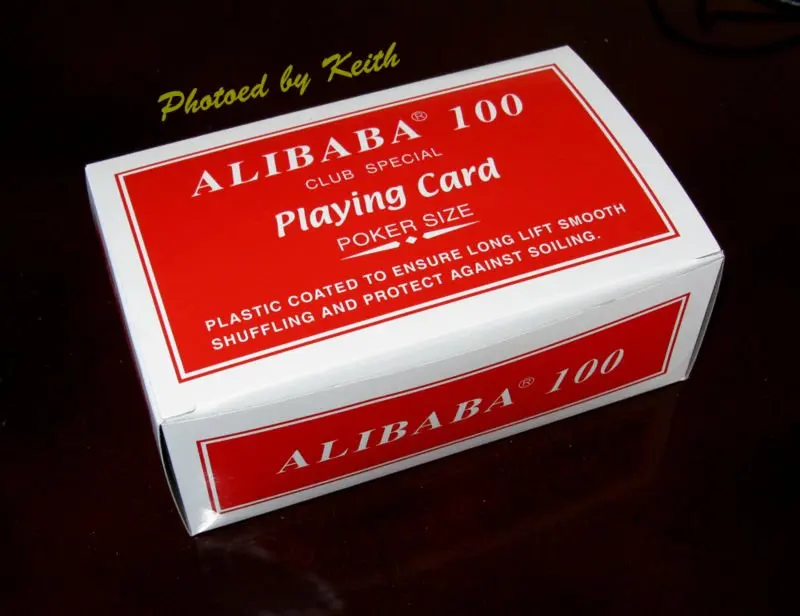 Photoed by Keith
ALIBABA® 100
CLUB SPECIAL
Playing Card
POKER SIZE
PLASTIC COATED TO ENSURE LONG LIFT SMOOTH
SHUFFLING AND PROTECT AGAINST SOILING.
ALIBABA® 100